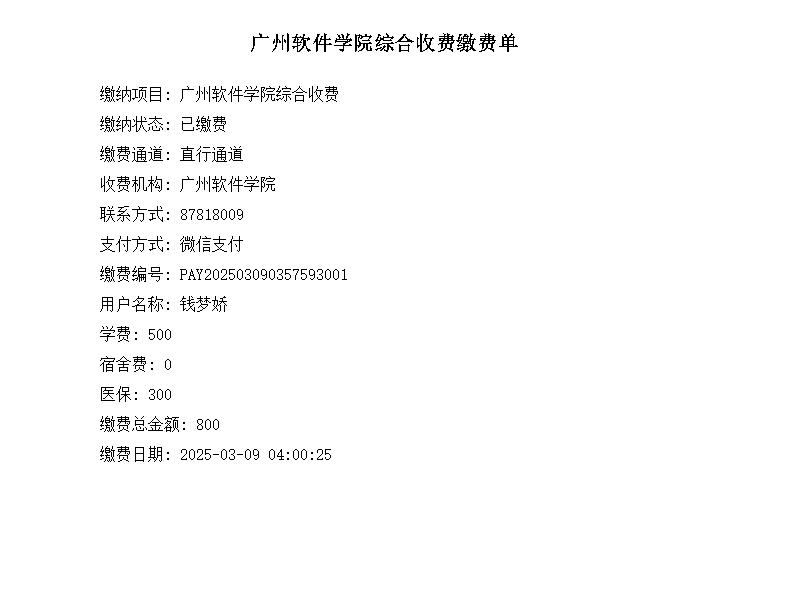 广州软件学院综合收费缴费单
缴纳项目: 广州软件学院综合收费
缴纳状态: 已缴费
缴费通道: 直行通道
收费机构: 广州软件学院
联系方式: 87818009
支付方式: 微信支付
缴费编号: PAY202503090357593001
用户名称: 钱梦娇
学费: 500
宿舍费: 0
医保: 300
缴费总金额: 800
缴费日期: 2025-03-09 04:00:25